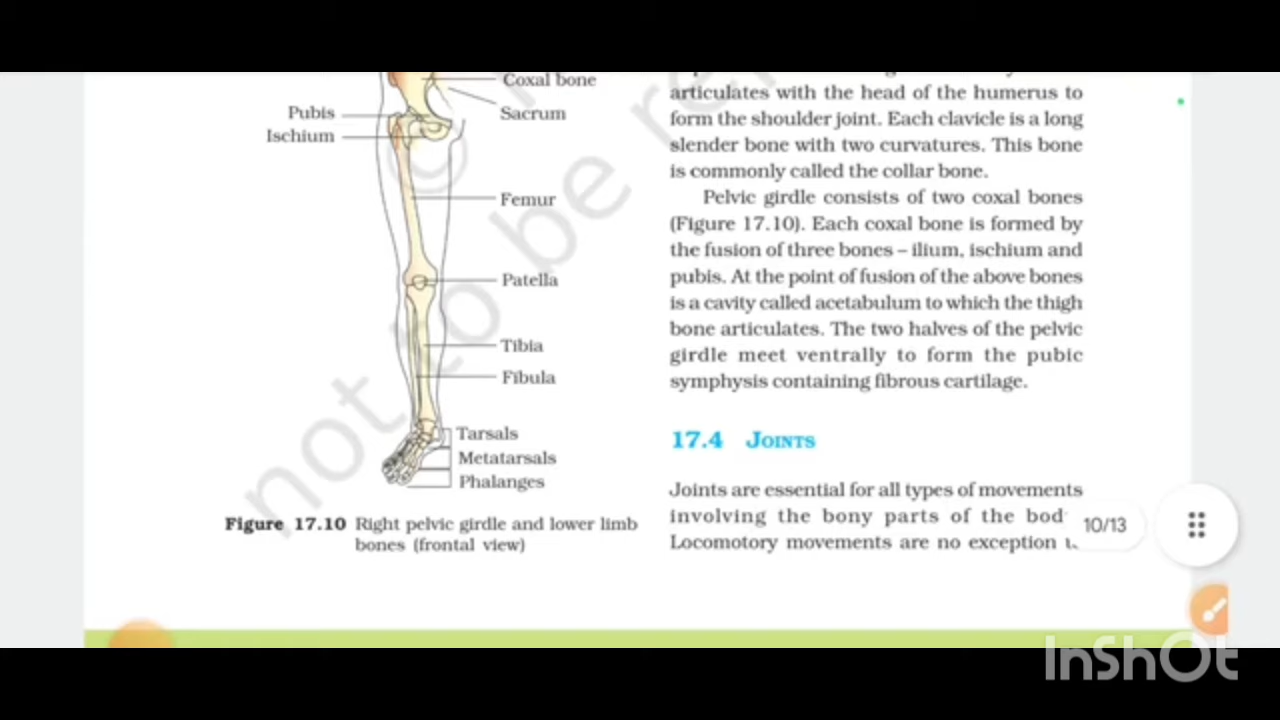 Coxal bone
Pubis
Sacrum
Ischium
Femur
Patella
Tibia
Fibula
Tarsals
Metatarsals
Phalanges
Figure 17.10 Right pelvic girdle and lower limb
bones (frontal view)
articulates with the head of the humerus to
form the shoulder joint. Each clavicle is a long
slender bone with two curvatures. This bone
is commonly called the collar bone.
Pelvic girdle consists of two coxal bones
(Figure 17.10). Each coxal bone is formed by
the fusion of three bones – ilium, ischium and
pubis. At the point of fusion of the above bones
is a cavity called acetabulum to which the thigh
bone articulates. The two halves of the pelvic
girdle meet ventrally to form the pubic
symphysis containing fibrous cartilage.
17.4 JOINTS
Joints are essential for all types of movements
involving the bony parts of the bod
Locomotory movements are no exception
10/13
not to be re
©
InShOt